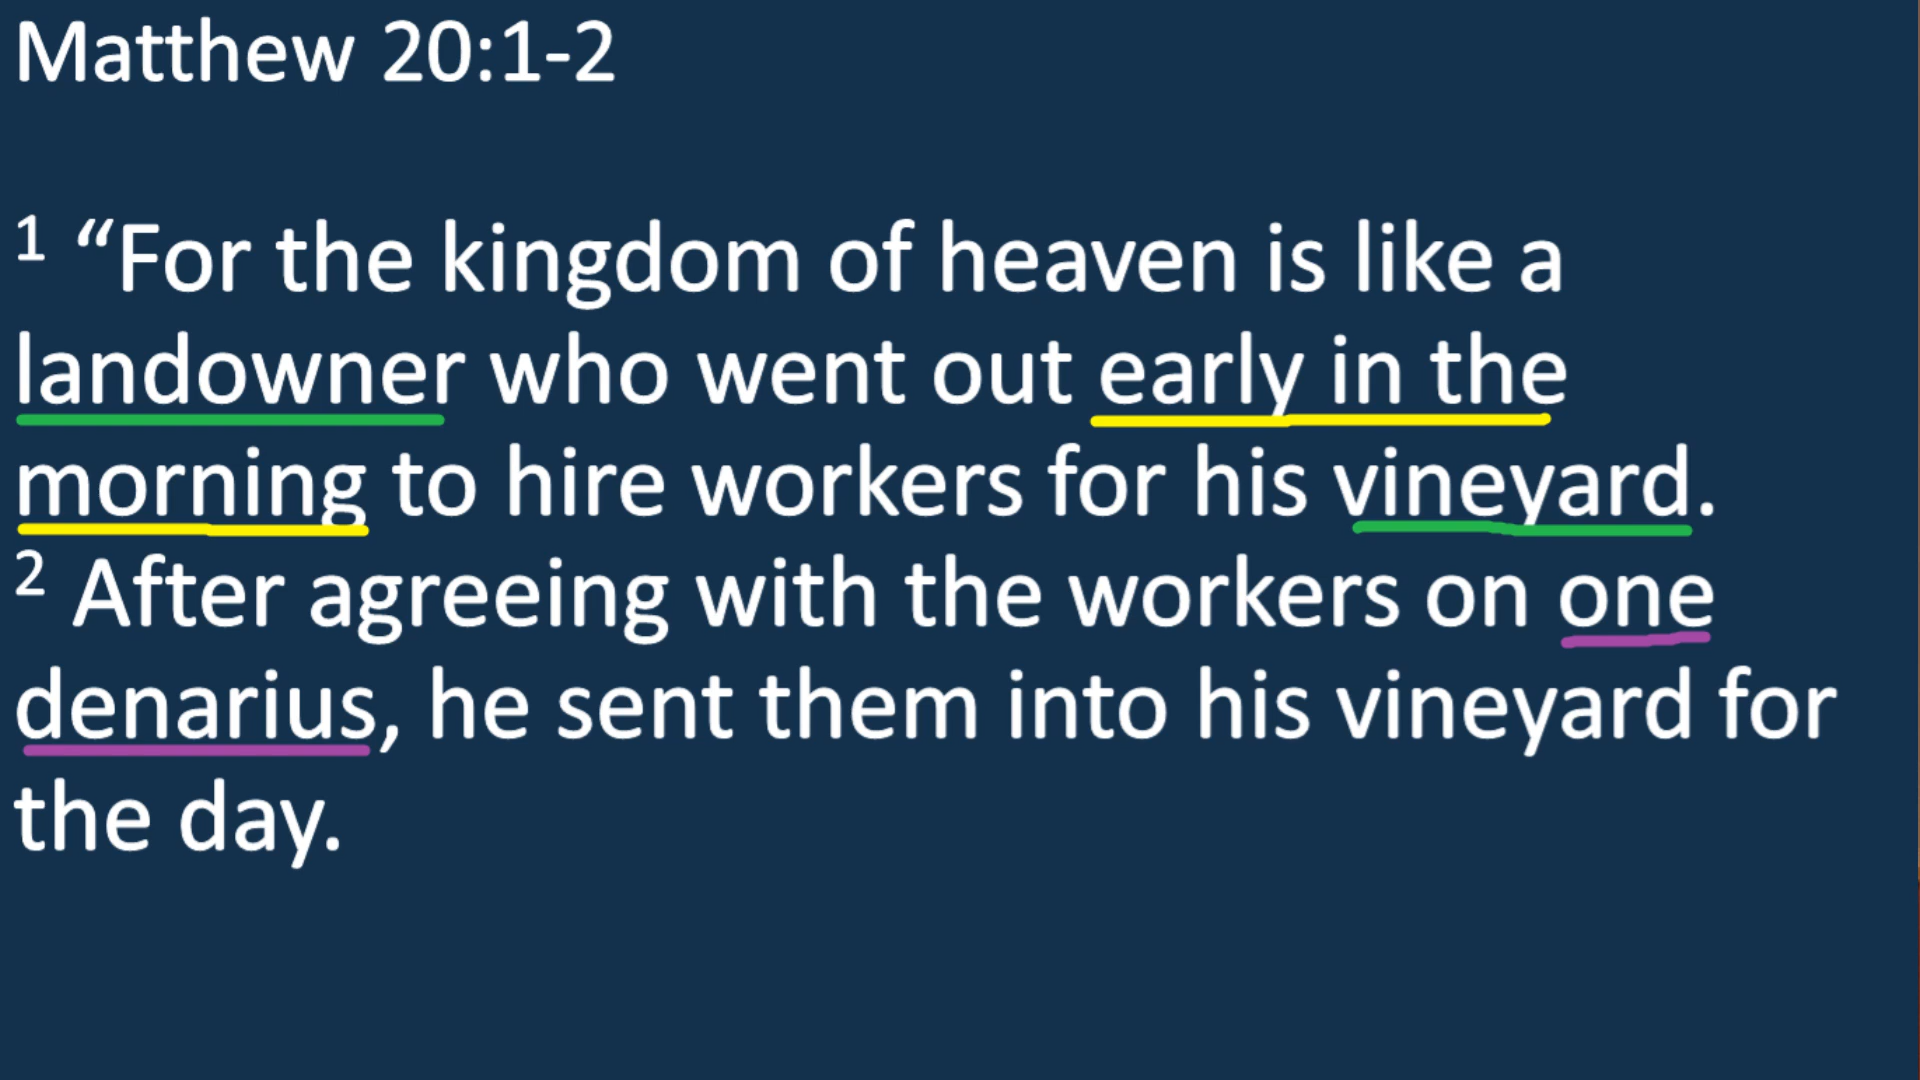 Matthew 20:1-2
1 “For the kingdom of heaven is like a
landowner who went out early in the
morning to hire workers for his vineyard.
2 After agreeing with the workers on one
denarius, he sent them into his vineyard for
the day.